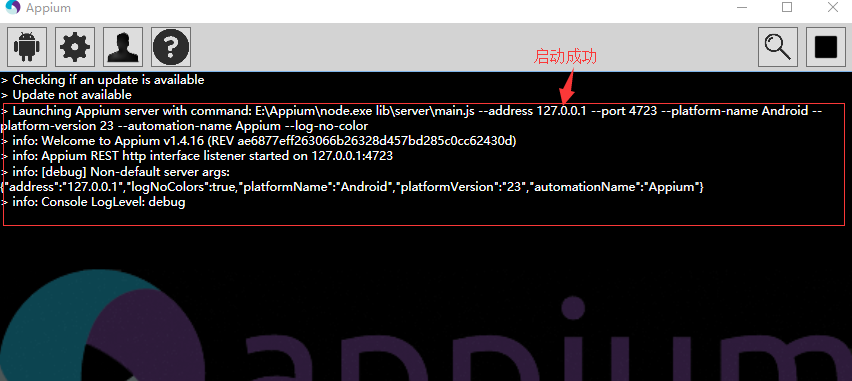 Appium
启动成功
> Checking if an update is available
> Update not available
> Launching Appium server with command: E:\Appium\node.exe lib\server\main.js --address 127.0.0.1 --port 4723 --platform-name Android --
platform-version 23 --automation-name Appium --log-no-color
> info: Welcome to Appium v1.4.16 (REV ae6877eff263066b26328d457bd285c0cc62430d)
> info: Appium REST http interface listener started on 127.0.0.1:4723
> info: [debug] Non-default server args:
{"address":"127.0.0.1","logNoColors":true,"platformName":"Android","platformVersion":"23","automationName":"Appium"}
> info: Console LogLevel: debug
appium